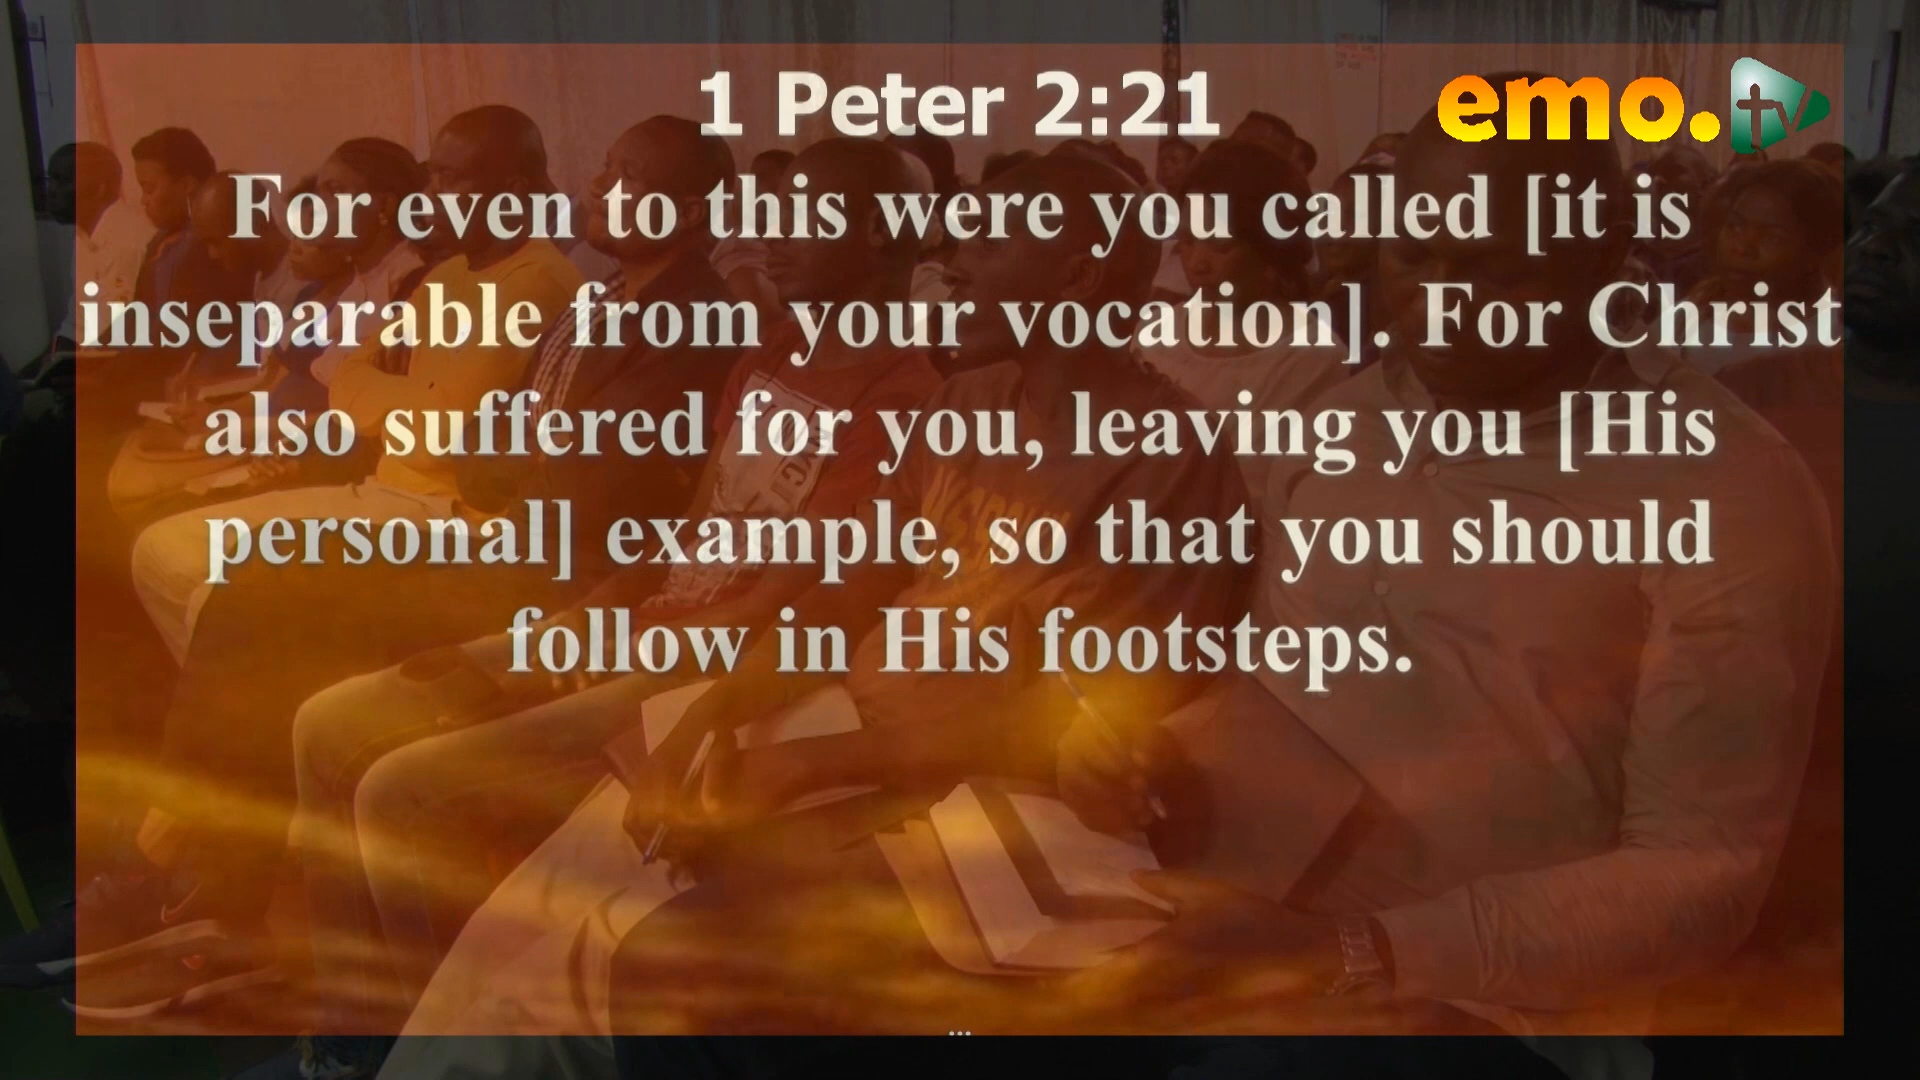 1 Peter 2:21
emo.tv
For even to this were you called [it is
inseparable from your vocation]. For Christ
also suffered for you, leaving you [His
personal] example, so that you should
follow in His footsteps.
...